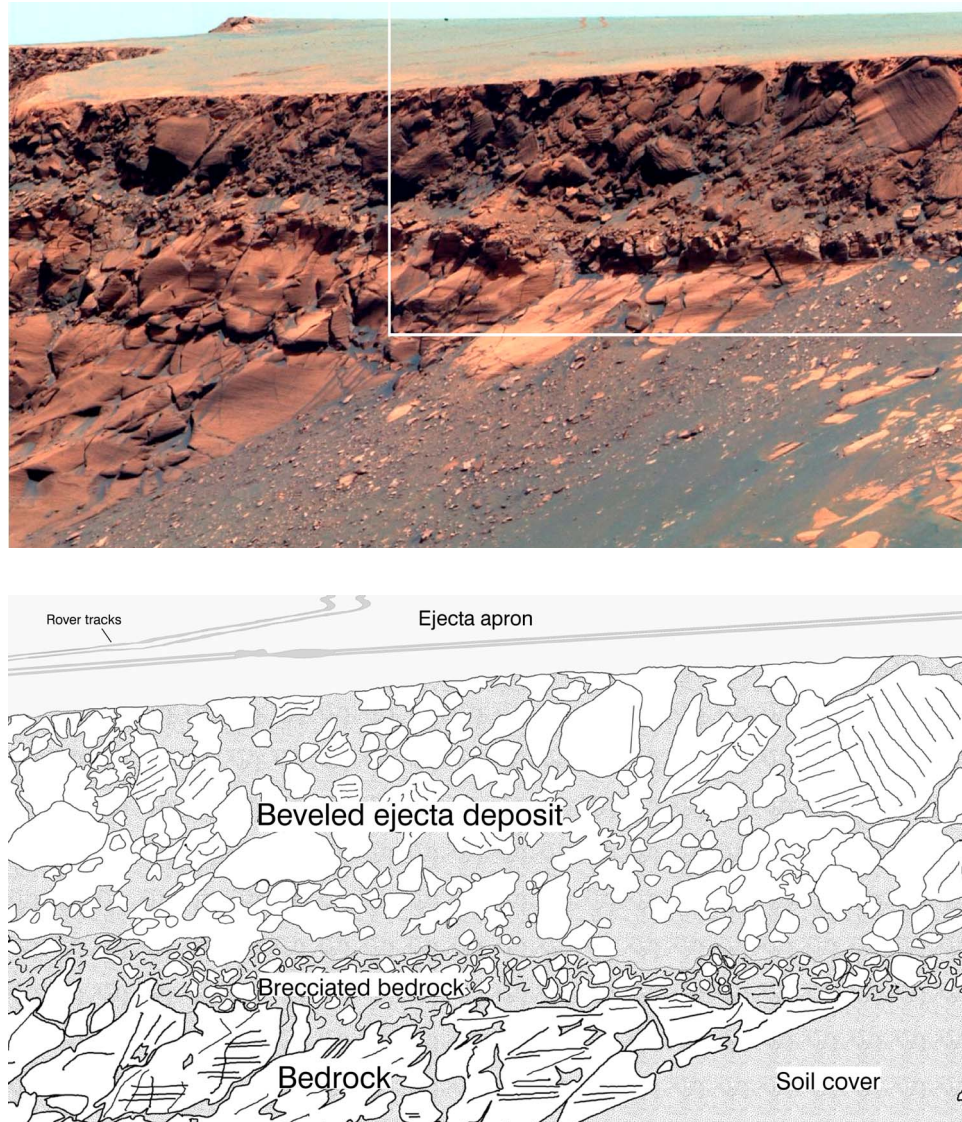 Rover tracks
Ejecta apron
Beveled ejecta deposit
Brecciated bedrock
Bedrock
Soil cover